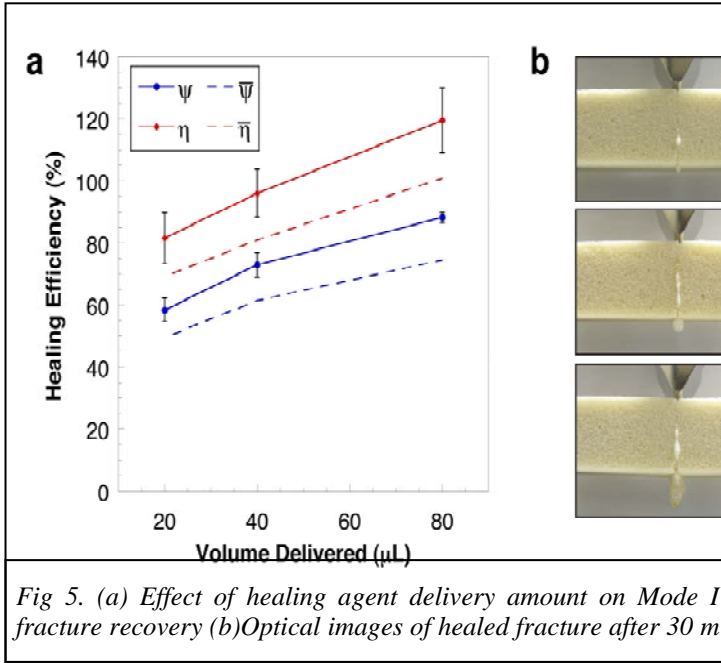 a
b
140
120
100
80
60
40
20
0
Healing Efficiency (%)
ψ ψ̅
η η̅
20 40 60 80
Volume Delivered (μL)
Fig 5. (a) Effect of healing agent delivery amount on Mode I
fracture recovery (b)Optical images of healed fracture after 30 m